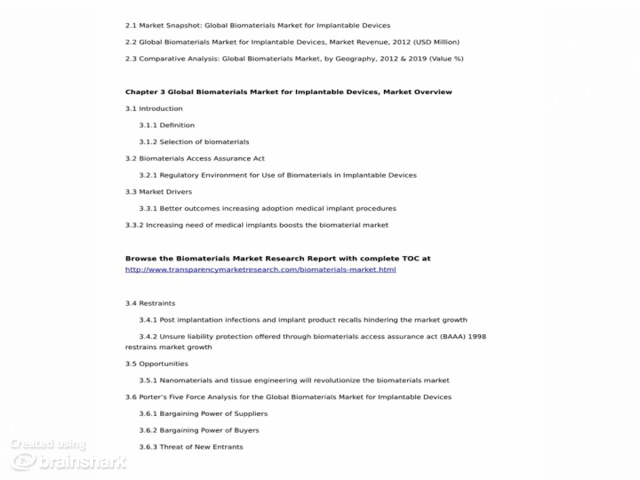 2.1 Market Snapshot: Global Biomaterials Market for Implantable Devices
2.2 Global Biomaterials Market for Implantable Devices, Market Revenue, 2012 (USD Million)
2.3 Comparative Analysis: Global Biomaterials Market, by Geography, 2012 & 2019 (Value %)
Chapter 3 Global Biomaterials Market for Implantable Devices, Market Overview
3.1 Introduction
3.1.1 Definition
3.1.2 Selection of biomaterials
3.2 Biomaterials Access Assurance Act
3.2.1 Regulatory Environment for Use of Biomaterials in Implantable Devices
3.3 Market Drivers
3.3.1 Better outcomes increasing adoption medical implant procedures
3.3.2 Increasing need of medical implants boosts the biomaterial market
Browse the Biomaterials Market Research Report with complete TOC at
http://www.transparencymarketresearch.com/biomaterials-market.html
3.4 Restraints
3.4.1 Post implantation infections and implant product recalls hindering the market growth
3.4.2 Unsure liability protection offered through biomaterials access assurance act (BAAA) 1998
restrains market growth
3.5 Opportunities
3.5.1 Nanomaterials and tissue engineering will revolutionize the biomaterials market
3.6 Porter's Five Force Analysis for the Global Biomaterials Market for Implantable Devices
3.6.1 Bargaining Power of Suppliers
3.6.2 Bargaining Power of Buyers
3.6.3 Threat of New Entrants
Created using
brainshark